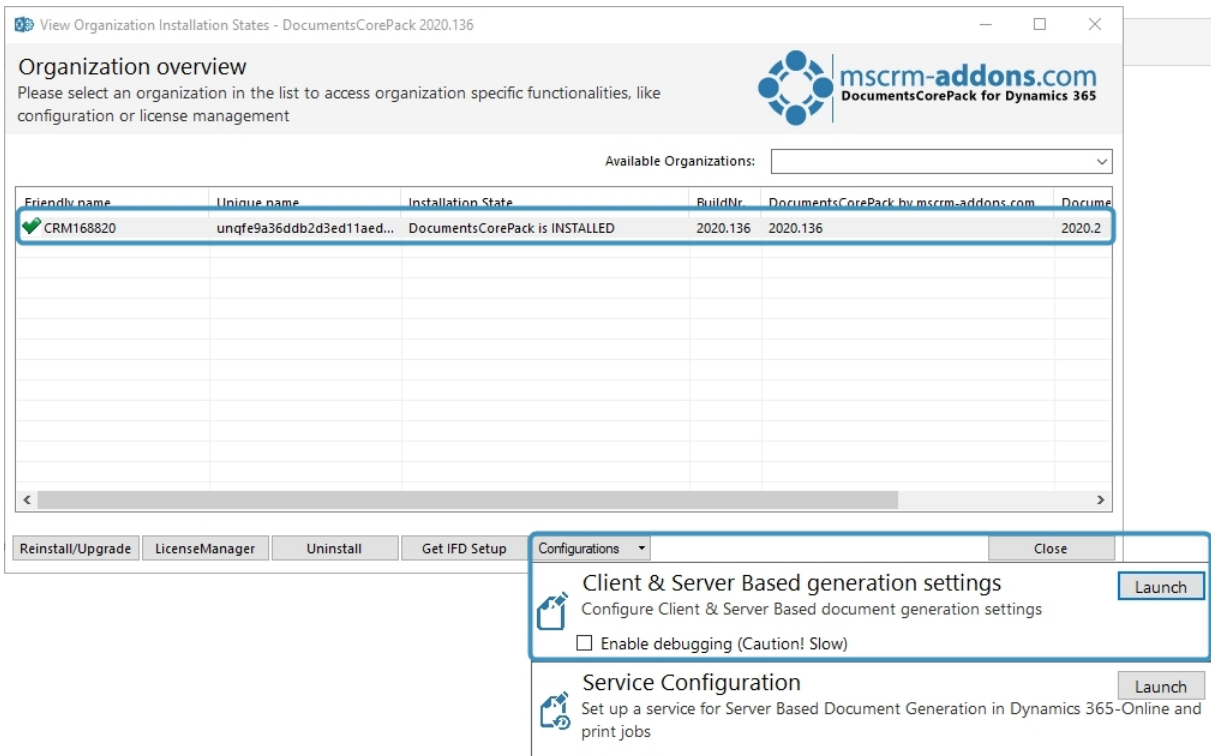 View Organization Installation States - DocumentsCorePack 2020.136
Organization overview
Please select an organization in the list to access organization specific functionalities, like
configuration or license management
mscrm-addons.com
DocumentsCorePack for Dynamics 365
Available Organizations:
Friendly name Unique name Installation State BuildNr. DocumentsCorePack by mscrm-addons.com Docume
CRM168820 unqfe9a36ddb2d3ed11aed... DocumentsCorePack is INSTALLED 2020.136 2020.136 2020.2
Reinstall/Upgrade LicenseManager Uninstall Get IFD Setup Configurations Close
Client & Server Based generation settings Launch
Configure Client & Server Based document generation settings
Enable debugging (Caution! Slow)
Service Configuration Launch
Set up a service for Server Based Document Generation in Dynamics 365-Online and
print jobs